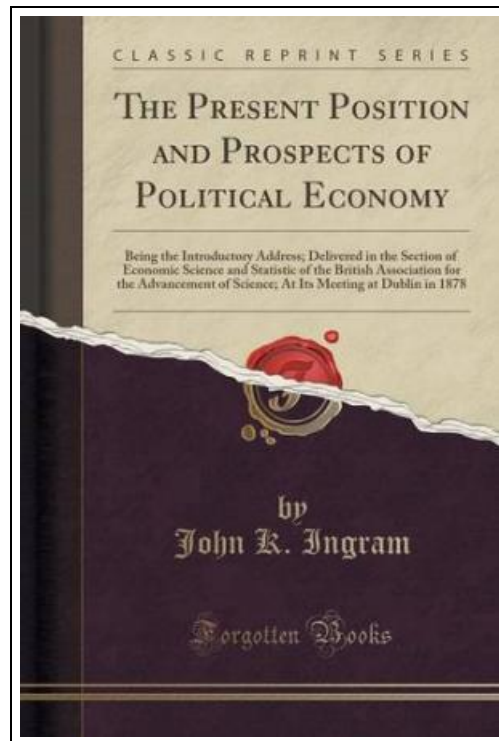 CLASSIC REPRINT SERIES
THE PRESENT POSITION
AND PROSPECTS OF
POLITICAL ECONOMY
Being the Introductory Address; Delivered in the Section of
Economic Science and Statistic of the British Association for
the Advancement of Science; At Its Meeting at Dublin in 1878
by
John K. Ingram
Forgotten Books